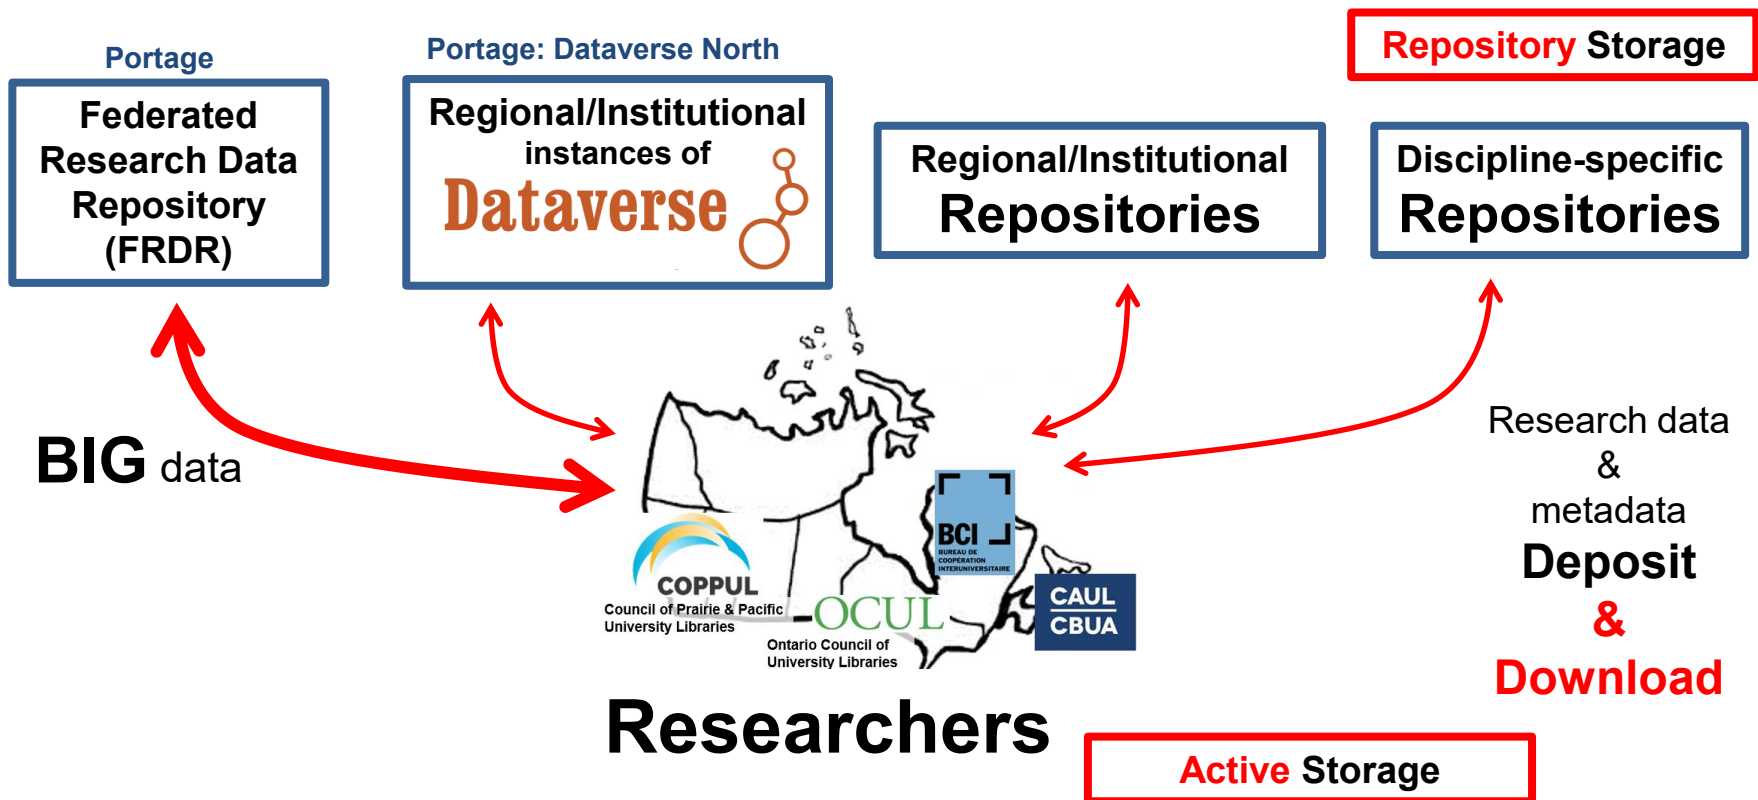 Portage
Federated
Research Data
Repository
(FRDR)
Portage: Dataverse North
Regional/Institutional
instances of
Dataverse
Repository Storage
Regional/Institutional
Repositories
Discipline-specific
Repositories
BIG data
Research data
&
metadata
Deposit
&
Download
COPPUL
Council of Prairie & Pacific
University Libraries
OCUL
Ontario Council of
University Libraries
BCI
BUREAU DE
COOPÉRATION
INTERUNIVERSITAIRE
CAUL
CBUA
Researchers
Active Storage